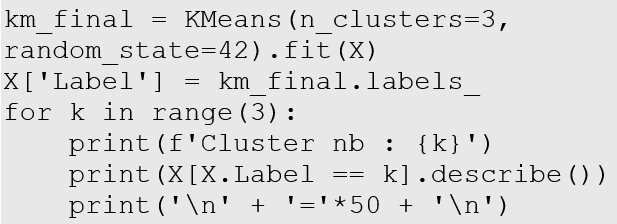 km_final = KMeans(n_clusters=3,
random_state=42).fit(X)
X['Label'] = km_final.labels_
for k in range(3):
    print(f'Cluster nb : {k}')
    print(X[X.Label == k].describe())
    print('\n' + '='*50 + '\n')